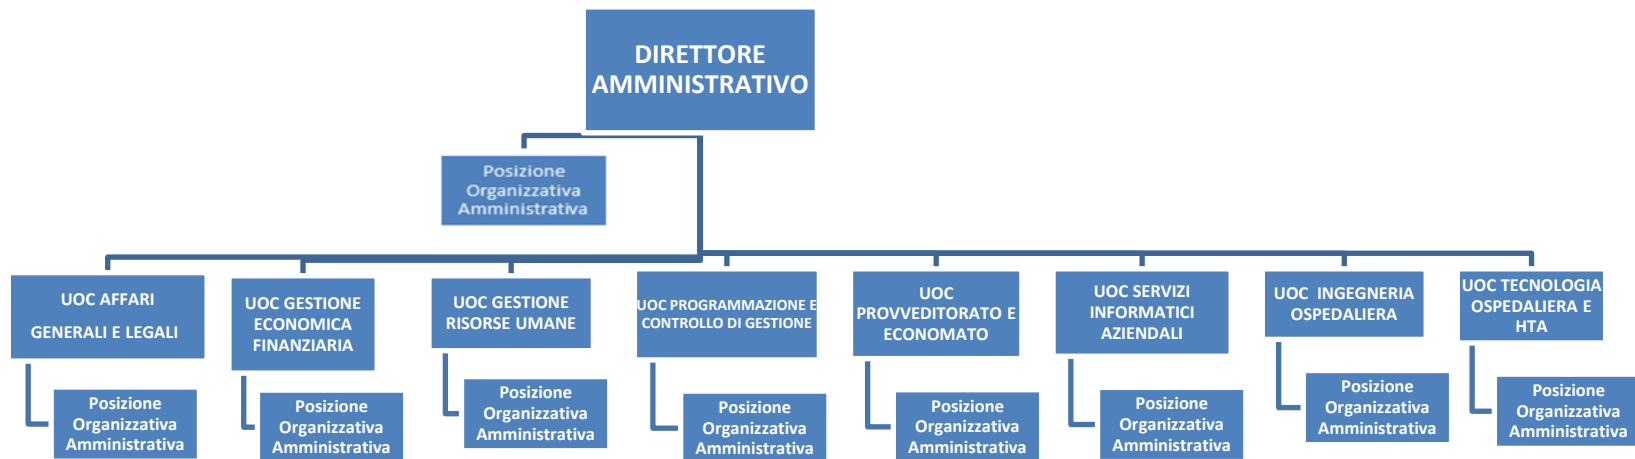 DIRETTORE
AMMINISTRATIVO
Posizione
Organizzativa
Amministrativa
UOC AFFARI
GENERALI E LEGALI
UOC GESTIONE
ECONOMICA
FINANZIARIA
UOC GESTIONE
RISORSE UMANE
UOC PROGRAMMAZIONE E
CONTROLLO DI GESTIONE
UOC
PROVVEDITORATO E
ECONOMATO
UOC SERVIZI
INFORMATICI
AZIENDALI
UOC INGEGNERIA
OSPEDALIERA
UOC TECNOLOGIA
OSPEDALIERA E
HTA
Posizione
Organizzativa
Amministrativa
Posizione
Organizzativa
Amministrativa
Posizione
Organizzativa
Amministrativa
Posizione
Organizzativa
Amministrativa
Posizione
Organizzativa
Amministrativa
Posizione
Organizzativa
Amministrativa
Posizione
Organizzativa
Amministrativa
Posizione
Organizzativa
Amministrativa